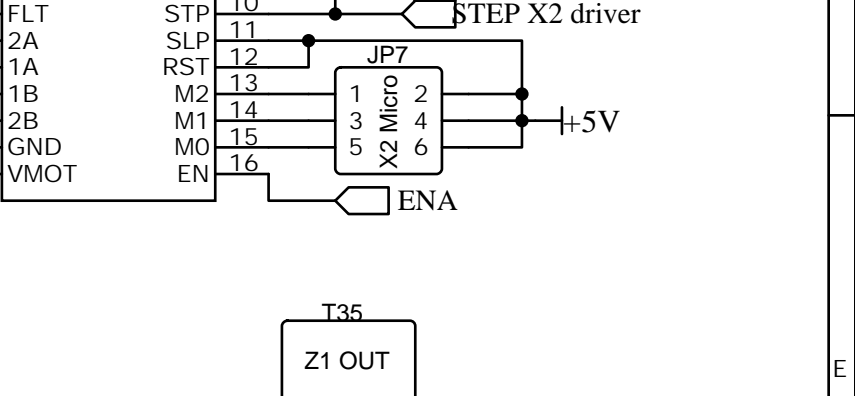 FLT STP 10 STEP X2 driver
2A SLP 11
1A RST 12 JP7
1B M2 13 1 2
2B M1 14 3 X2 Micro 4 +5V
GND M0 15 5 6
VMOT EN 16
ENA
T35
Z1 OUT
E